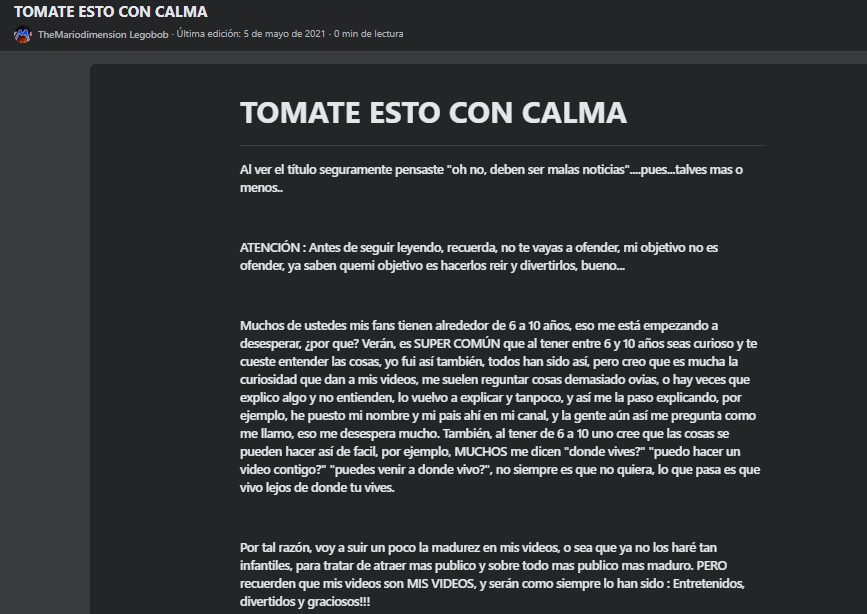 TOMATE ESTO CON CALMA
TheMariodimension Legobob · Última edición: 5 de mayo de 2021 · 0 min de lectura
TOMATE ESTO CON CALMA
Al ver el título seguramente pensaste "oh no, deben ser malas noticias"....pues...talves mas o
menos..
ATENCIÓN : Antes de seguir leyendo, recuerda, no te vayas a ofender, mi objetivo no es
ofender, ya saben quemi objetivo es hacerlos reir y divertirlos, bueno...
Muchos de ustedes mis fans tienen alrededor de 6 a 10 años, eso me está empezando a
desesperar, ¿por que? Verán, es SUPER COMÚN que al tener entre 6 y 10 años seas curioso y te
cueste entender las cosas, yo fui así también, todos han sido así, pero creo que es mucha la
curiosidad que dan a mis videos, me suelen reguntar cosas demasiado ovias, o hay veces que
explico algo y no entienden, lo vuelvo a explicar y tanpoco, y así me la paso explicando, por
ejemplo, he puesto mi nombre y mi pais ahí en mi canal, y la gente aún así me pregunta como
me llamo, eso me desespera mucho. También, al tener de 6 a 10 uno cree que las cosas se
pueden hacer así de facil, por ejemplo, MUCHOS me dicen "donde vives?" "puedo hacer un
video contigo?" "puedes venir a donde vivo?", no siempre es que no quiera, lo que pasa es que
vivo lejos de donde tu vives.
Por tal razón, voy a suir un poco la madurez en mis videos, o sea que ya no los haré tan
infantiles, para tratar de atraer mas publico y sobre todo mas publico mas maduro. PERO
recuerden que mis videos son MIS VIDEOS, y serán como siempre lo han sido : Entretenidos,
divertidos y graciosos!!!